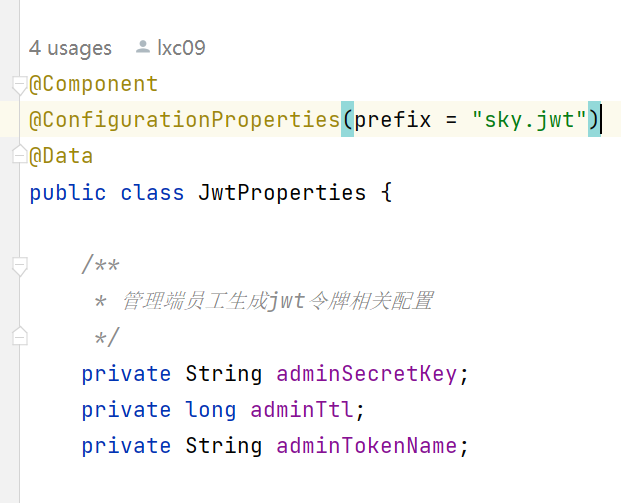 4 usages lxc09
@Component
@ConfigurationProperties(prefix = "sky.jwt")
@Data
public class JwtProperties {
/**
* 管理端员工生成jwt令牌相关配置
*/
private String adminSecretKey;
private long adminTtl;
private String adminTokenName;